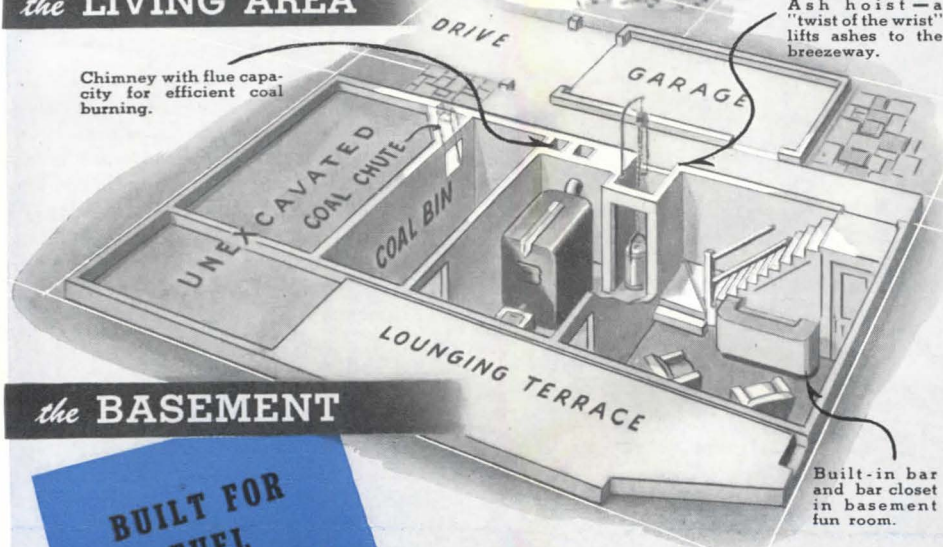 the LIVING AREA
Ash hoist—a
"twist of the wrist"
lifts ashes to the
breezeway.
Chimney with flue capa-
city for efficient coal
burning.
DRIVE
GARAGE
UNEXCAVATED
COAL CHUTE
COAL BIN
LOUNGING TERRACE
the BASEMENT
Built-in bar
and bar closet
in basement
fun room.
BUILT FOR
FUEL